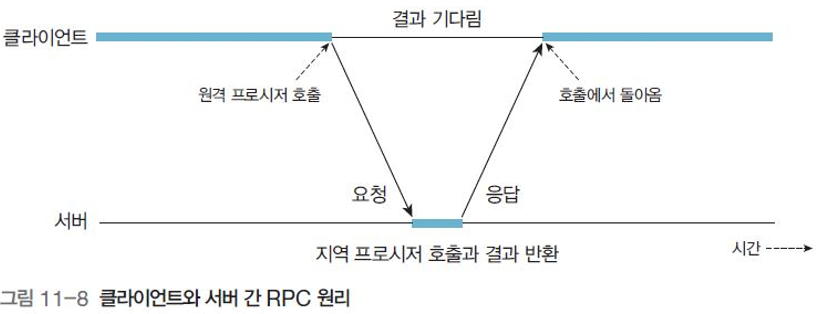 결과 기다림
클라이언트
원격 프로시저 호출
호출에서 돌아옴
요청
응답
서버
지역 프로시저 호출과 결과 반환
시간
그림 11-8 클라이언트와 서버 간 RPC 원리